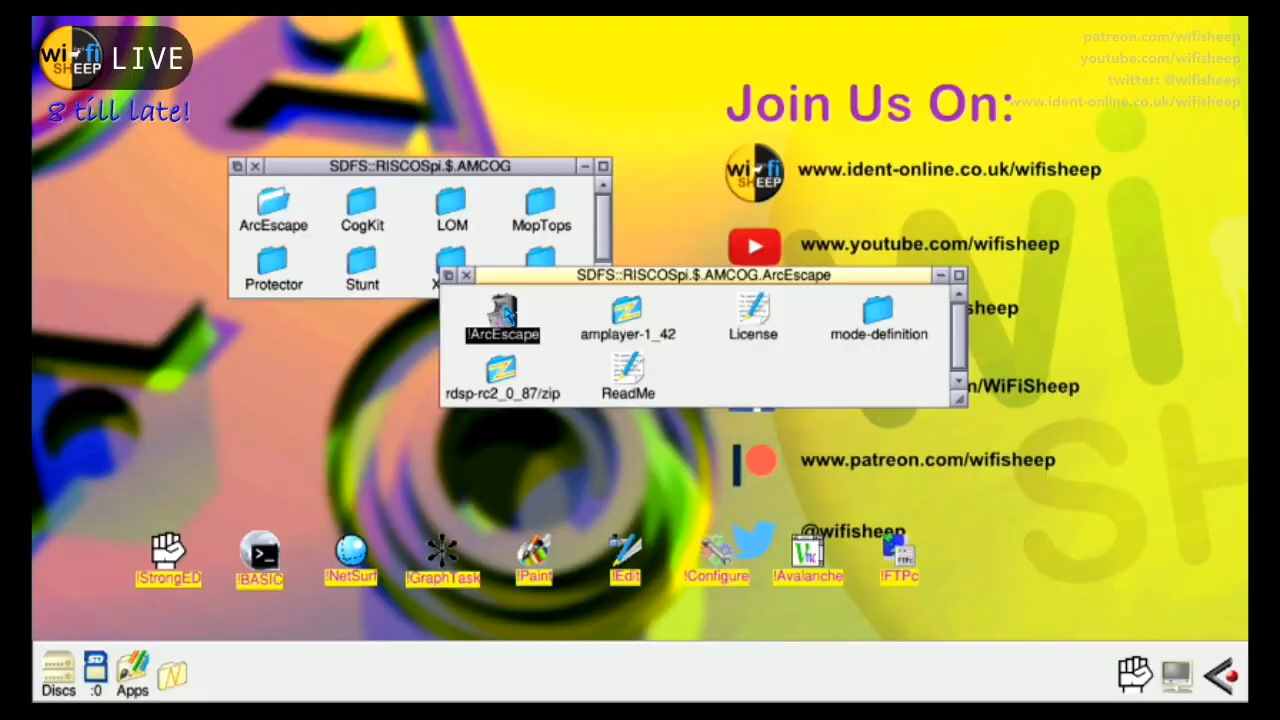 wi-fi
SHEEP
LIVE
8 till late!
patreon.com/wifisheep
youtube.com/wifisheep
twitter: @wifisheep
www.ident-online.co.uk/wifisheep
Join Us On:
wi-fi
SHEEP
www.ident-online.co.uk/wifisheep
www.youtube.com/wifisheep
SDFS::RISCOSpi.$.AMCOG
ArcEscape
CogKit
LOM
MopTops
Protector
Stunt
X
SDFS::RISCOSpi.$.AMCOG.ArcEscape
!ArcEscape
amplayer-1_42
License
mode-definition
rdsp-rc2_0_87/zip
ReadMe
heep
m/WiFiSheep
www.patreon.com/wifisheep
@wifisheep
!StrongED
!BASIC
!NetSurf
!GraphTask
!Paint
!Edit
!Configure
!Avalanche
!FTPc
Discs
:0
Apps